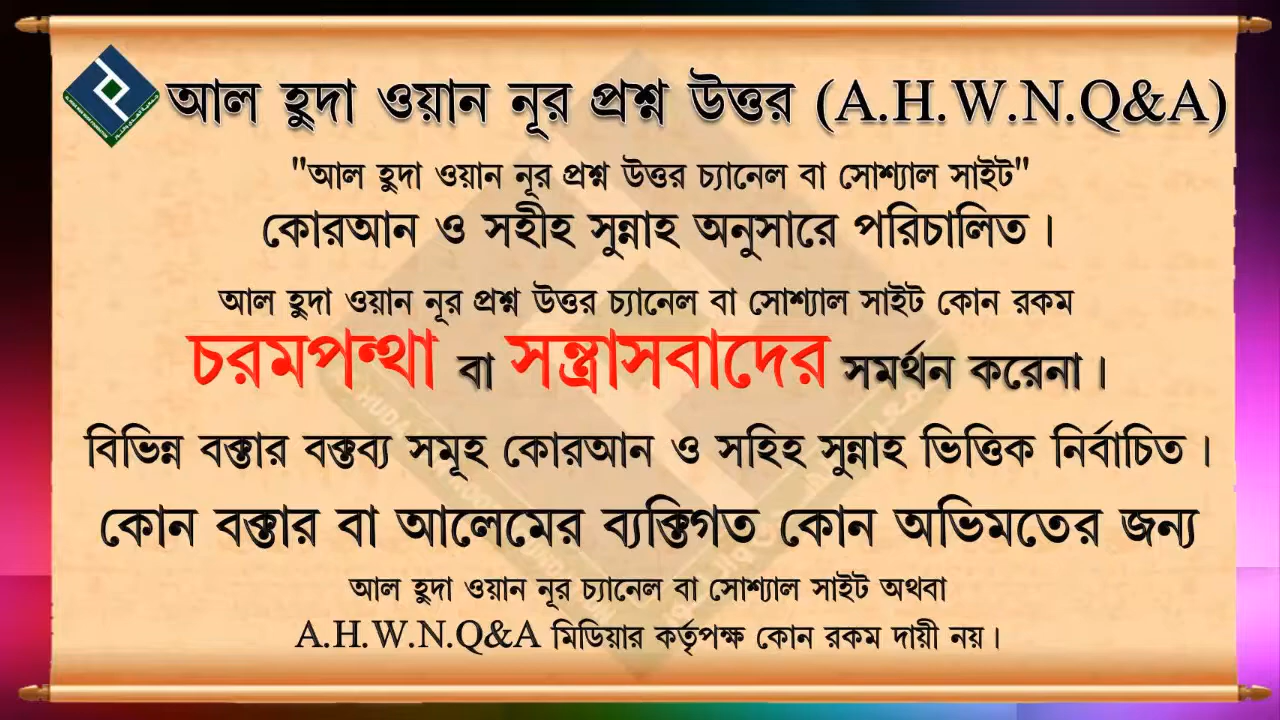 আল হুদা ওয়ান নূর প্রশ্ন উত্তর (A.H.W.N.Q&A)
"আল হুদা ওয়ান নূর প্রশ্ন উত্তর চ্যানেল বা সোশ্যাল সাইট"
কোরআন ও সহীহ সুন্নাহ অনুসারে পরিচালিত।
আল হুদা ওয়ান নূর প্রশ্ন উত্তর চ্যানেল বা সোশ্যাল সাইট কোন রকম
চরমপন্থা বা সন্ত্রাসবাদের সমর্থন করেনা।
বিভিন্ন বক্তার বক্তব্য সমূহ কোরআন ও সহিহ সুন্নাহ ভিত্তিক নির্বাচিত।
কোন বক্তার বা আলেমের ব্যক্তিগত কোন অভিমতের জন্য
আল হুদা ওয়ান নূর চ্যানেল বা সোশ্যাল সাইট অথবা
A.H.W.N.Q&A মিডিয়ার কর্তৃপক্ষ কোন রকম দায়ী নয়।